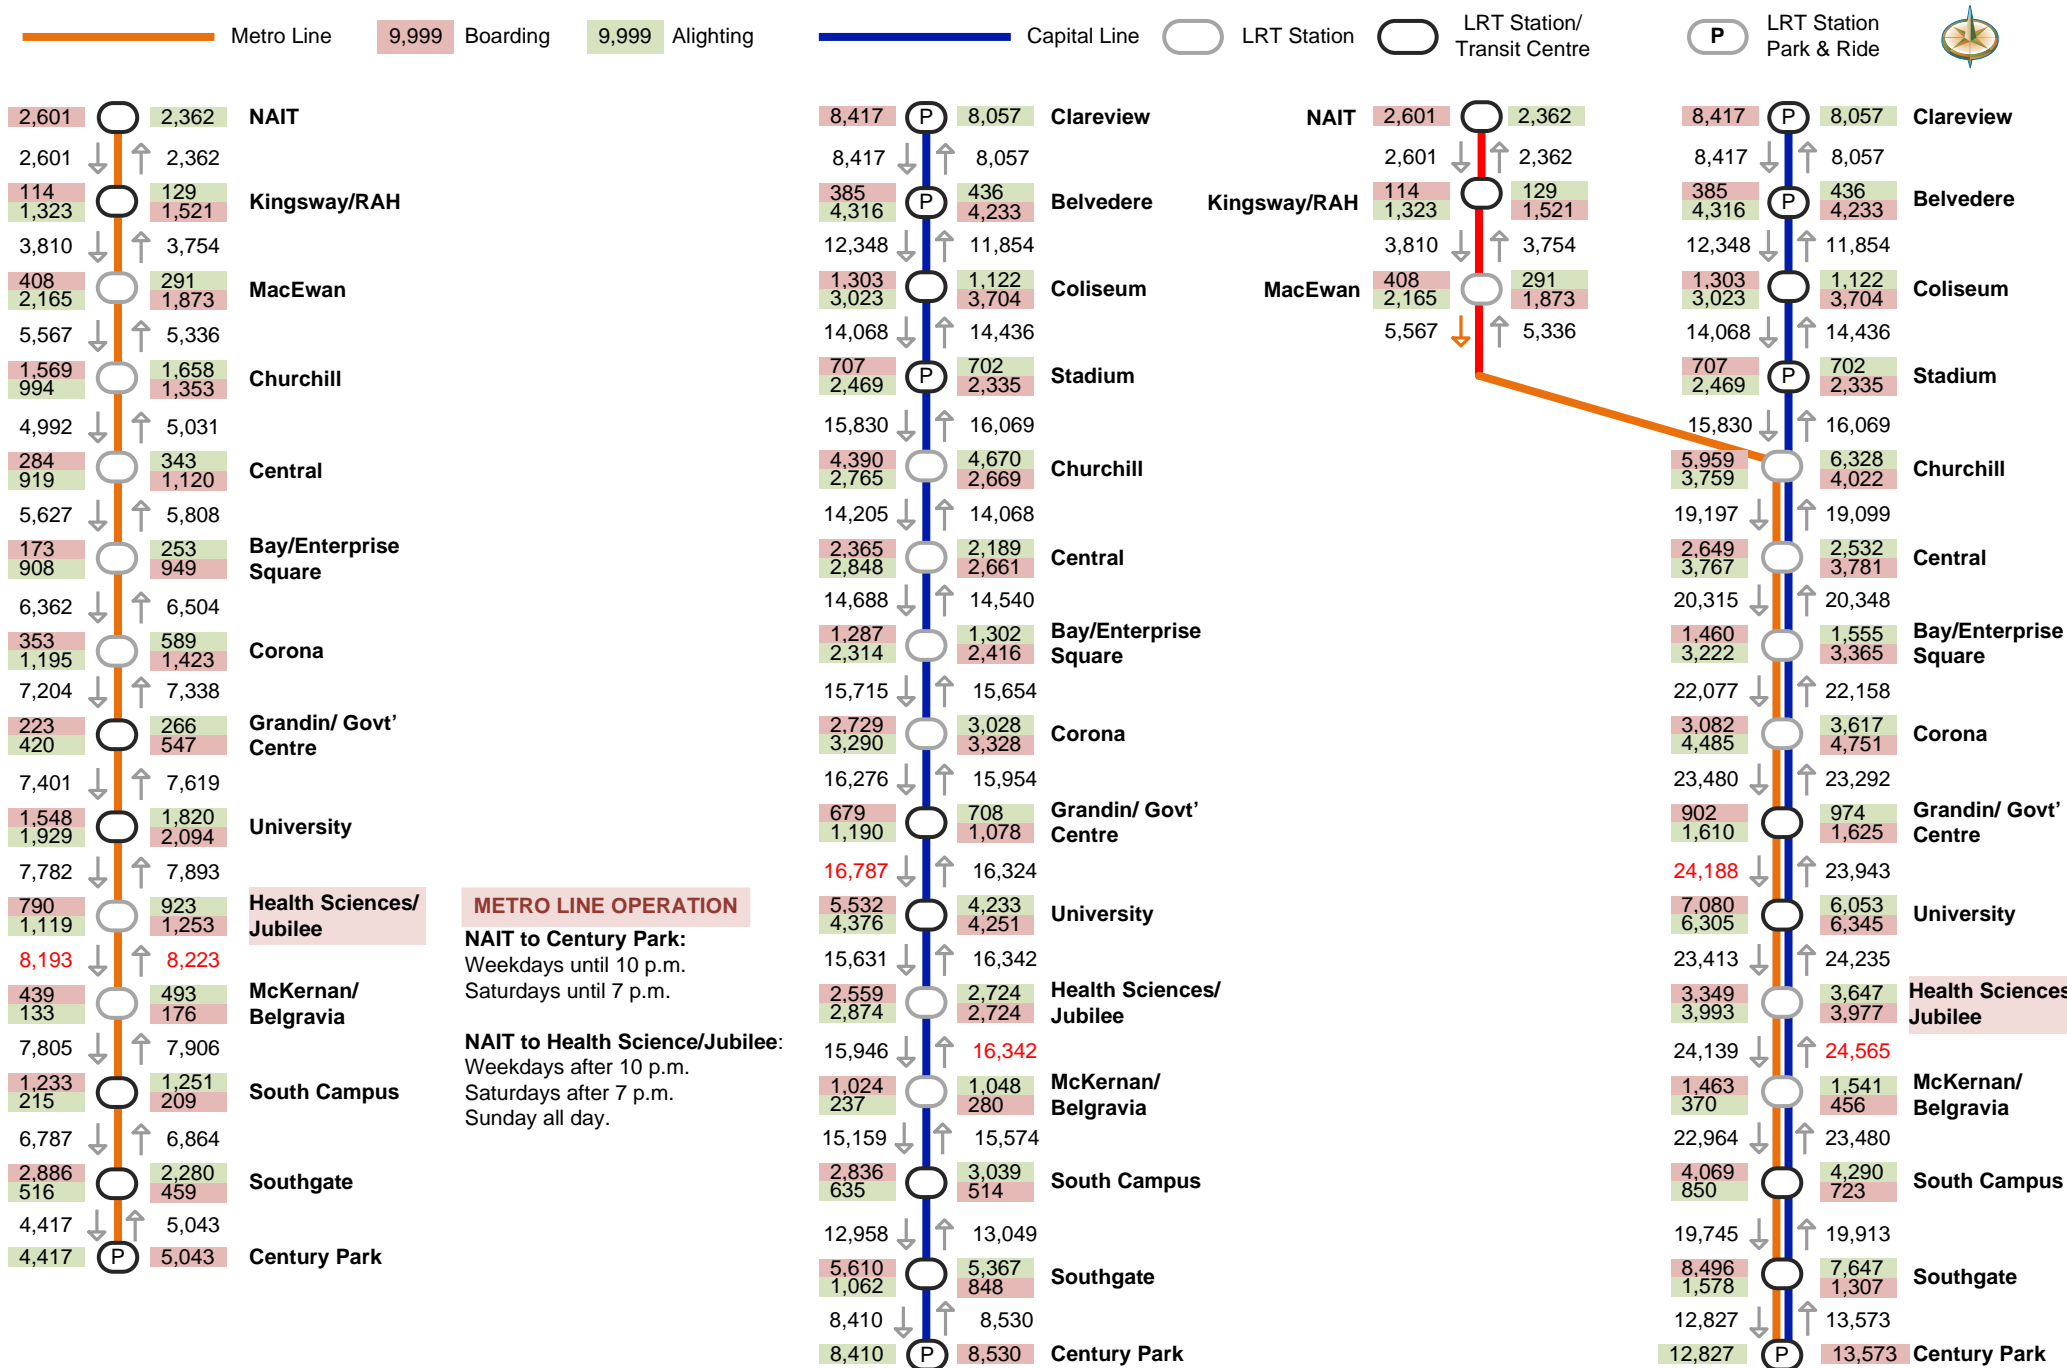 Metro Line 9,999 Boarding 9,999 Alighting Capital Line LRT Station LRT Station/ Transit Centre P LRT Station Park & Ride
2,601 2,362 NAIT
2,601 2,362
114 129 Kingsway/RAH
1,323 1,521
3,810 3,754
408 291 MacEwan
2,165 1,873
5,567 5,336
1,569 1,658 Churchill
994 1,353
4,992 5,031
284 343 Central
919 1,120
5,627 5,808
173 253 Bay/Enterprise
908 949 Square
6,362 6,504
353 589 Corona
1,195 1,423
7,204 7,338
223 266 Grandin/ Govt'
420 547 Centre
7,401 7,619
1,548 1,820 University
1,929 2,094
7,782 7,893
790 923 Health Sciences/
1,119 1,253 Jubilee
8,193 8,223
439 493 McKernan/
133 176 Belgravia
7,805 7,906
1,233 1,251 South Campus
215 209
6,787 6,864
2,886 2,280 Southgate
516 459
4,417 5,043
4,417 P 5,043 Century Park
METRO LINE OPERATION
NAIT to Century Park:
Weekdays until 10 p.m.
Saturdays until 7 p.m.
NAIT to Health Science/Jubilee:
Weekdays after 10 p.m.
Saturdays after 7 p.m.
Sunday all day.
8,417 P 8,057 Clareview
8,417 8,057
385 P 436 Belvedere
4,316 4,233
12,348 11,854
1,303 1,122 Coliseum
3,023 3,704
14,068 14,436
707 P 702 Stadium
2,469 2,335
15,830 16,069
4,390 4,670 Churchill
2,765 2,669
14,205 14,068
2,365 2,189 Central
2,848 2,661
14,688 14,540
1,287 1,302 Bay/Enterprise
2,314 2,416 Square
15,715 15,654
2,729 3,028 Corona
3,290 3,328
16,276 15,954
679 708 Grandin/ Govt'
1,190 1,078 Centre
16,787 16,324
5,532 4,233 University
4,376 4,251
15,631 16,342
2,559 2,724 Health Sciences/
2,874 2,724 Jubilee
15,946 16,342
1,024 1,048 McKernan/
237 280 Belgravia
15,159 15,574
2,836 3,039 South Campus
635 514
12,958 13,049
5,610 5,367 Southgate
1,062 848
8,410 8,530
8,410 P 8,530 Century Park
NAIT 2,601 2,362
2,601 2,362
Kingsway/RAH 114 129
1,323 1,521
3,810 3,754
MacEwan 408 291
2,165 1,873
5,567 5,336
8,417 P 8,057 Clareview
8,417 8,057
385 P 436 Belvedere
4,316 4,233
12,348 11,854
1,303 1,122 Coliseum
3,023 3,704
14,068 14,436
707 P 702 Stadium
2,469 2,335
15,830 16,069
5,959 6,328 Churchill
3,759 4,022
19,197 19,099
2,649 2,532 Central
3,767 3,781
20,315 20,348
1,460 1,555 Bay/Enterprise
3,222 3,365 Square
22,077 22,158
3,082 3,617 Corona
4,485 4,751
23,480 23,292
902 974 Grandin/ Govt'
1,610 1,625 Centre
24,188 23,943
7,080 6,053 University
6,305 6,345
23,413 24,235
3,349 3,647 Health Sciences
3,993 3,977 Jubilee
24,139 24,565
1,463 1,541 McKernan/
370 456 Belgravia
22,964 23,480
4,069 4,290 South Campus
850 723
19,745 19,913
8,496 7,647 Southgate
1,578 1,307
12,827 13,573
12,827 P 13,573 Century Park